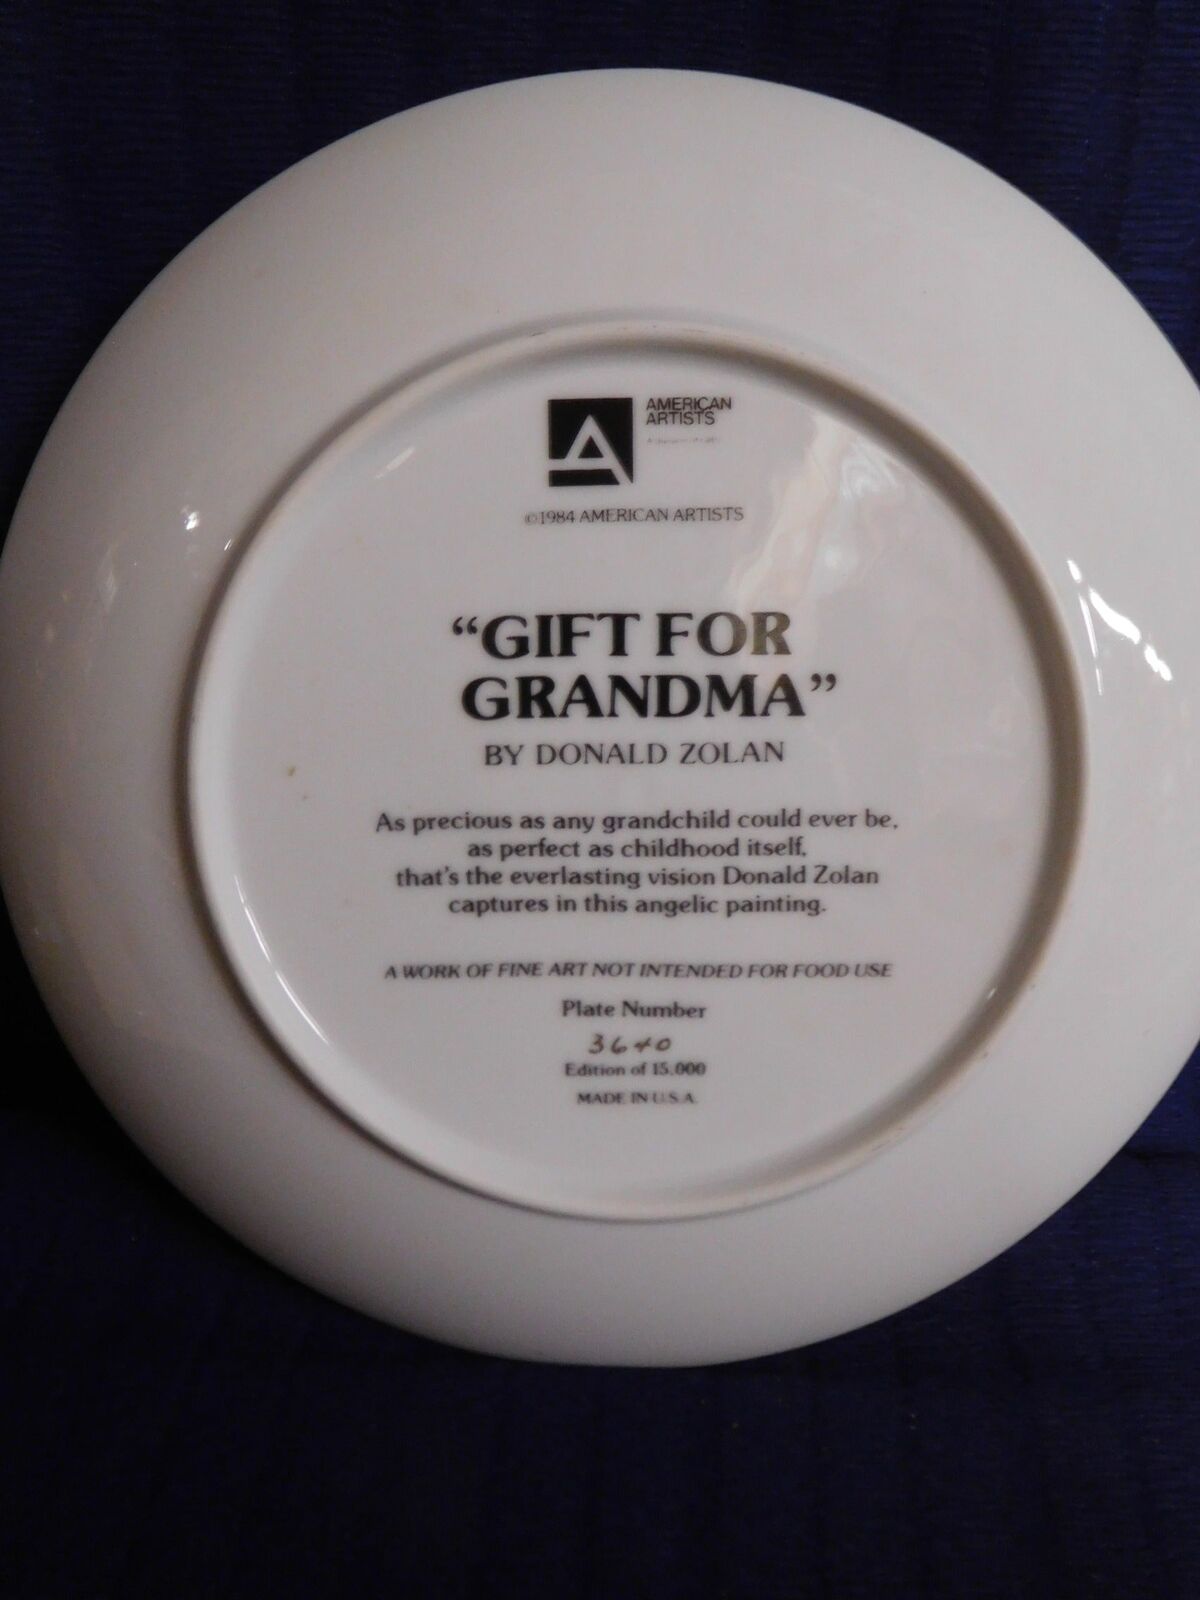 AMERICAN
ARTISTS
©1984 AMERICAN ARTISTS
“GIFT FOR
GRANDMA”
BY DONALD ZOLAN
As precious as any grandchild could ever be,
as perfect as childhood itself,
that's the everlasting vision Donald Zolan
captures in this angelic painting.
A WORK OF FINE ART NOT INTENDED FOR FOOD USE
Plate Number
3640
Edition of 15,000
MADE IN U.S.A.